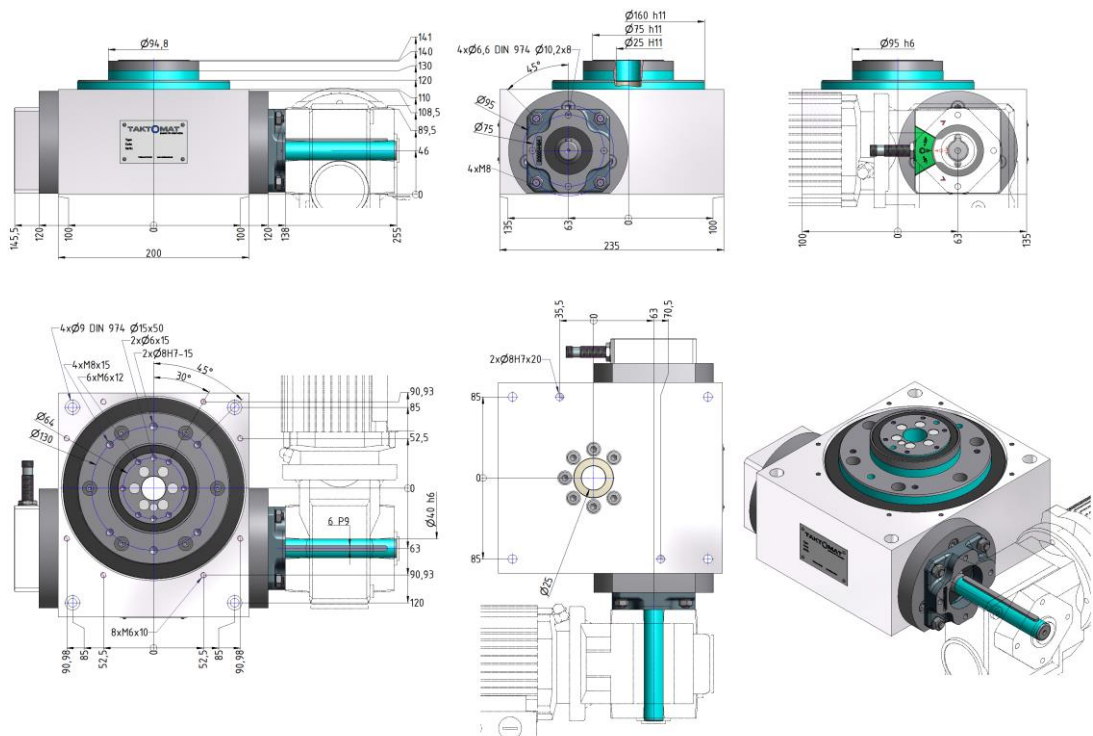 Ø94,8
141
140
130
120
110
108,5
89,5
46
0
TAKTOMAT
145,5
120
100
0
100
120
138
255
200
Ø160 h11
Ø75 h11
Ø25 H11
4xØ6,6 DIN 974 Ø10,2x8
45°
Ø95
Ø75
4xM8
135
63
0
100
235
Ø95 h6
100
0
63
135
4xØ9 DIN 974 Ø15x50
2xØ6x15
2xØ8H7-15
4xM8x15
6xM6x12
45°
30°
Ø64
Ø130
90,93
85
52,5
0
Ø40 h6
6 P9
63
90,93
120
8xM6x10
90,98
85
52,5
0
52,5
85
90,98
35,5
0
63
70,5
2xØ8H7x20
85
0
85
Ø25
TAKTOMAT